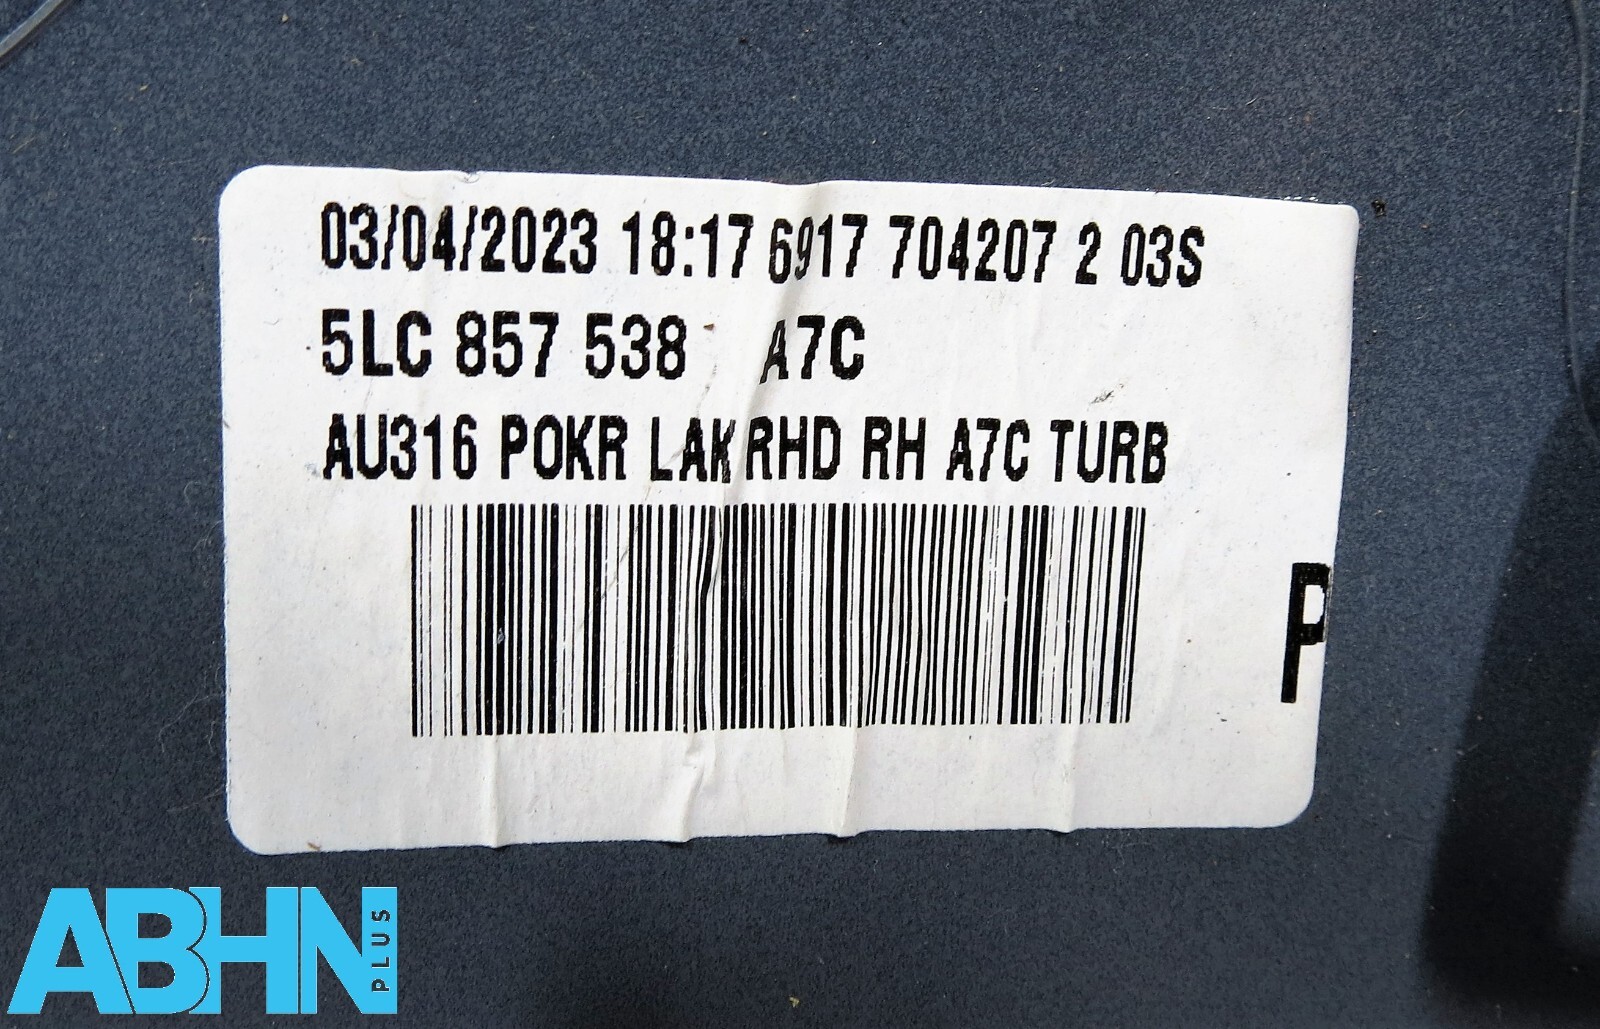 03/04/2023 18:17 6917 704207 2 03S
5LC 857 538 A7C
AU316 POKR LAK RHD RH A7C TURB
P
ABHN PLUS